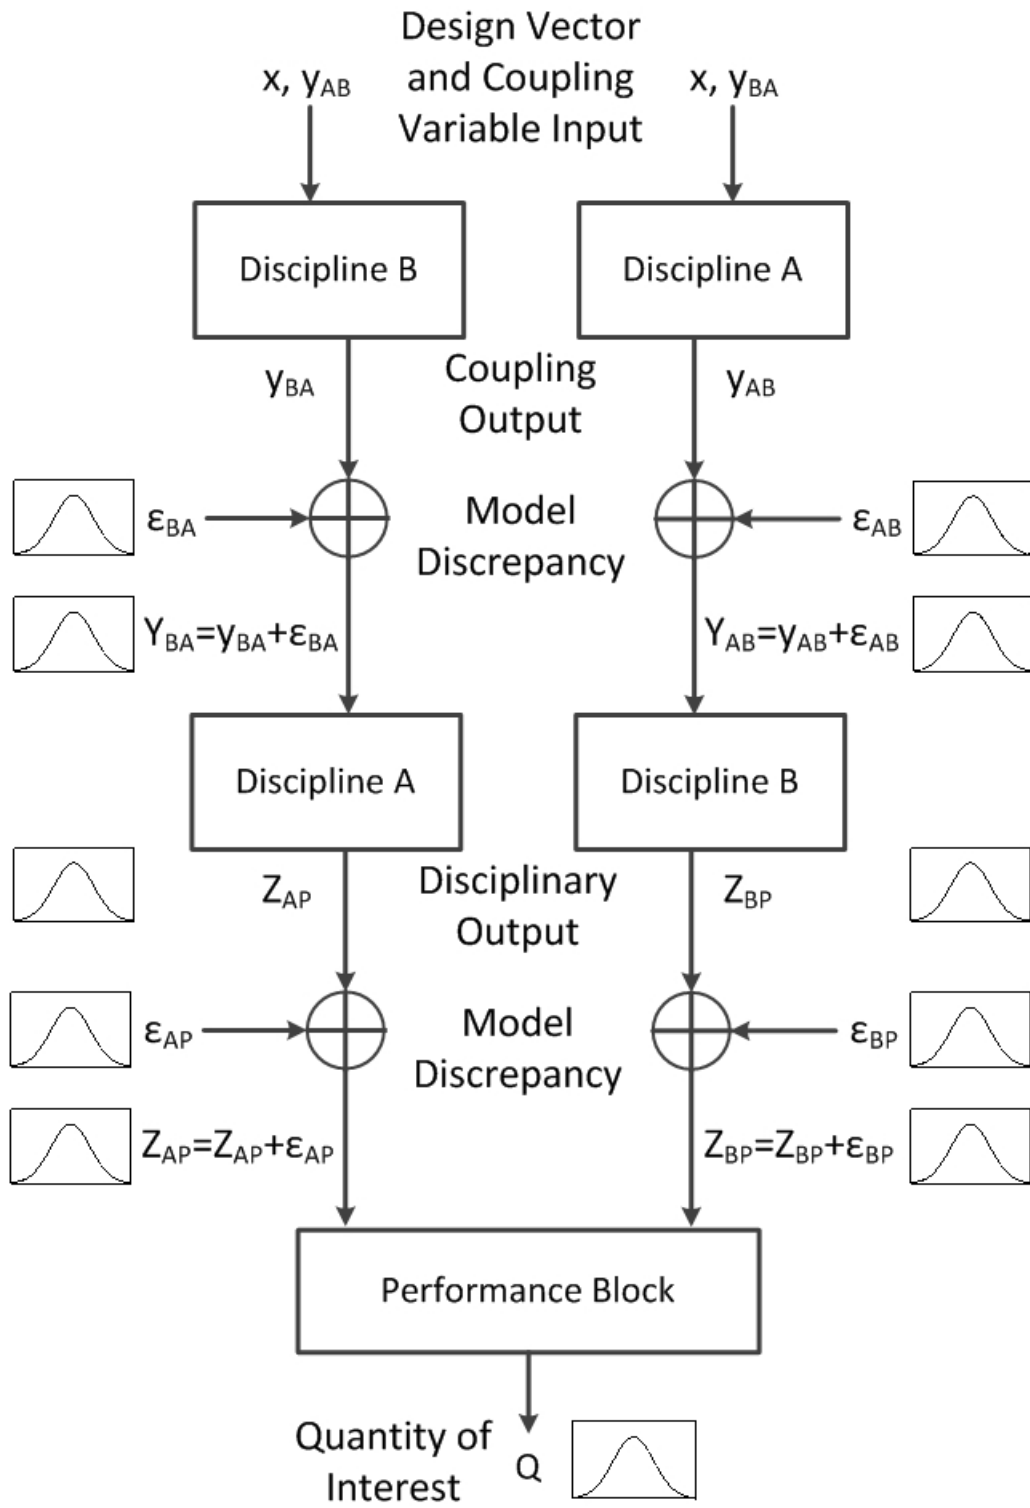 Design Vector
and Coupling
Variable Input
x, yAB
x, yBA
Discipline B
Discipline A
yBA
Coupling
Output
yAB
εBA
Model
Discrepancy
εAB
YBA=yBA+εBA
YAB=yAB+εAB
Discipline A
Discipline B
ZAP
Disciplinary
Output
ZBP
εAP
Model
Discrepancy
εBP
ZAP=ZAP+εAP
ZBP=ZBP+εBP
Performance Block
Quantity of
Interest
Q